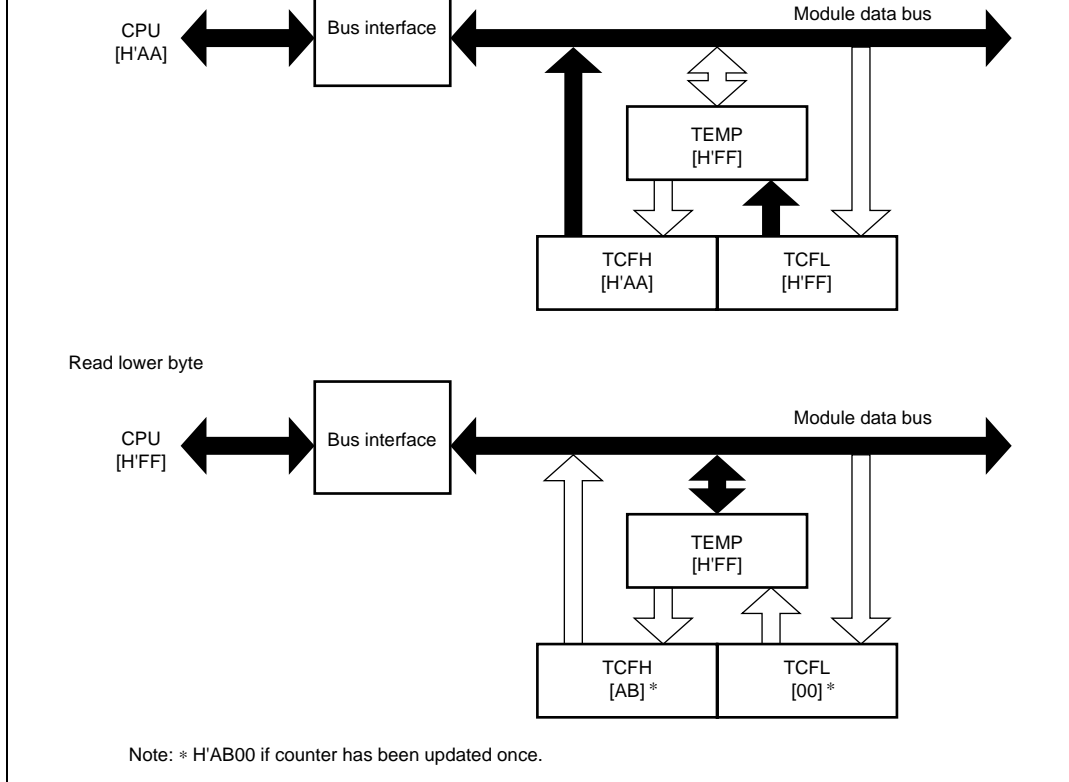 Module data bus
CPU
[H'AA]
Bus interface
TEMP
[H'FF]
TCFH
[H'AA]
TCFL
[H'FF]
Read lower byte
Module data bus
CPU
[H'FF]
Bus interface
TEMP
[H'FF]
TCFH
[AB]*
TCFL
[00]*
Note: * H'AB00 if counter has been updated once.